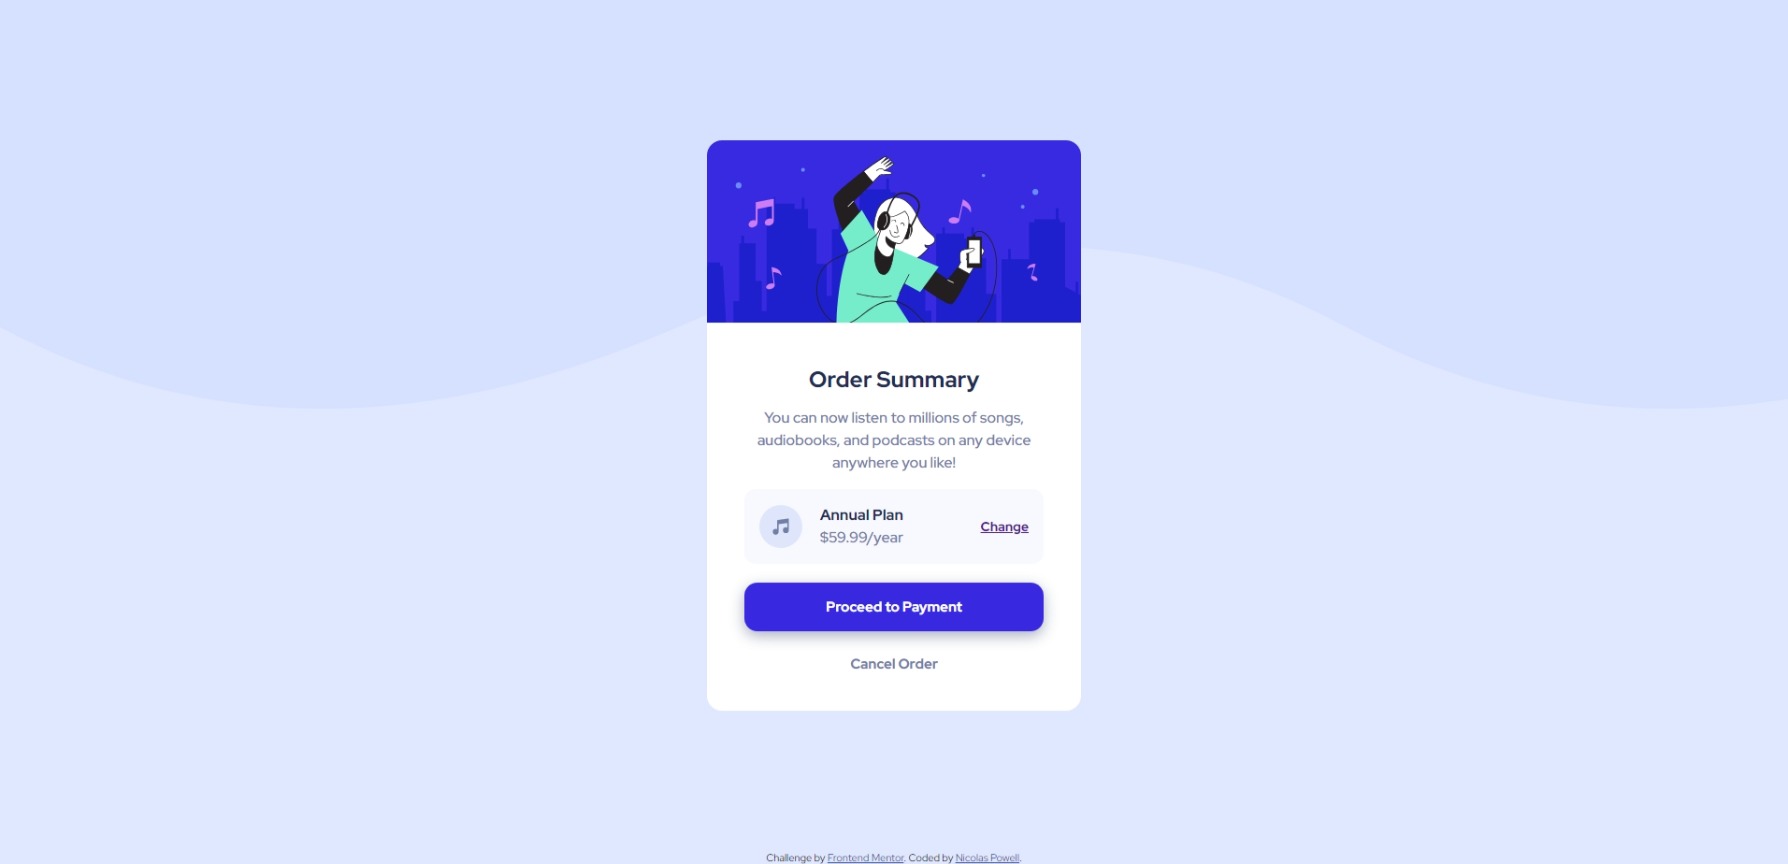 Order Summary
You can now listen to millions of songs,
audiobooks, and podcasts on any device
anywhere you like!
Annual Plan
$59.99/year
Change
Proceed to Payment
Cancel Order
Challenge by Frontend Mentor. Coded by Nicolas Powell.